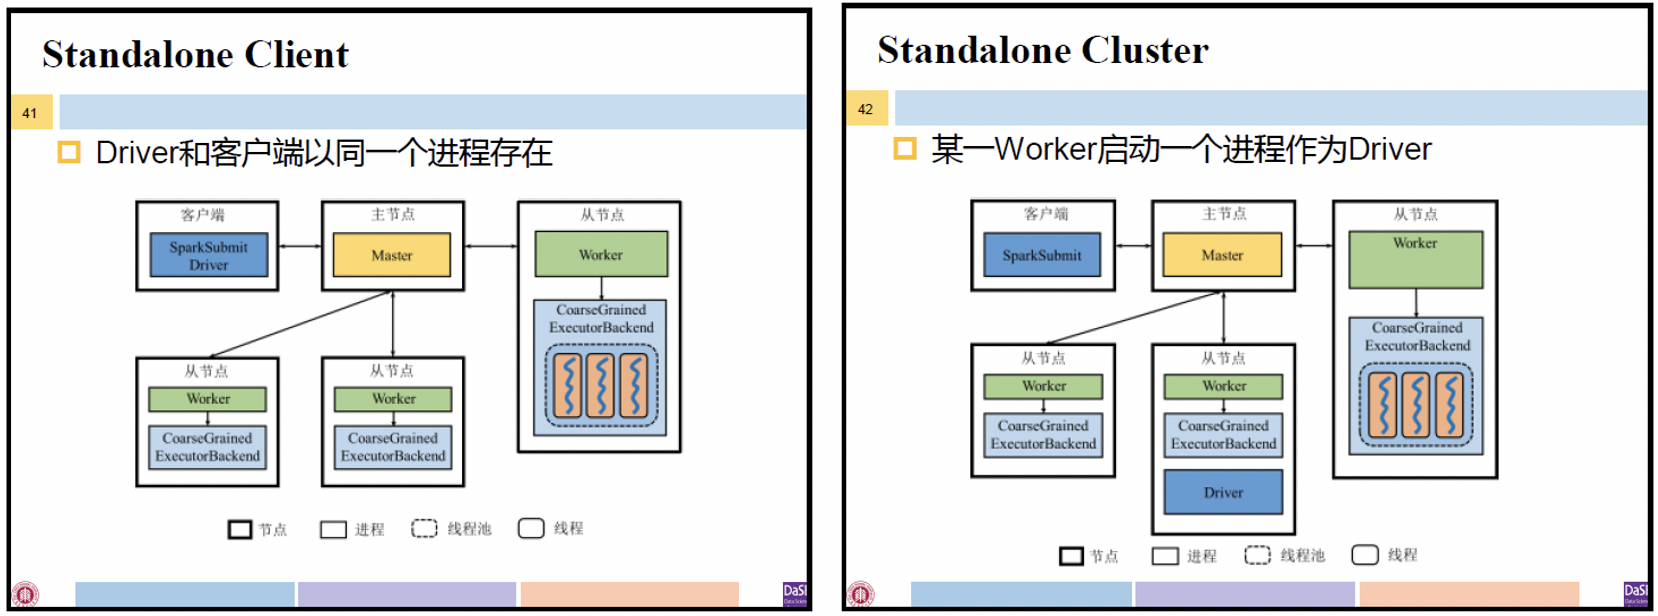 Standalone Client
41
Driver和客户端以同一个进程存在
客户端
SparkSubmit
Driver
主节点
Master
从节点
Worker
CoarseGrained
ExecutorBackend
从节点
Worker
CoarseGrained
ExecutorBackend
从节点
Worker
CoarseGrained
ExecutorBackend
节点
进程
线程池
线程
DaSE
Standalone Cluster
42
某一Worker启动一个进程作为Driver
客户端
SparkSubmit
主节点
Master
从节点
Worker
CoarseGrained
ExecutorBackend
从节点
Worker
CoarseGrained
ExecutorBackend
从节点
Worker
CoarseGrained
ExecutorBackend
Driver
节点
进程
线程池
线程